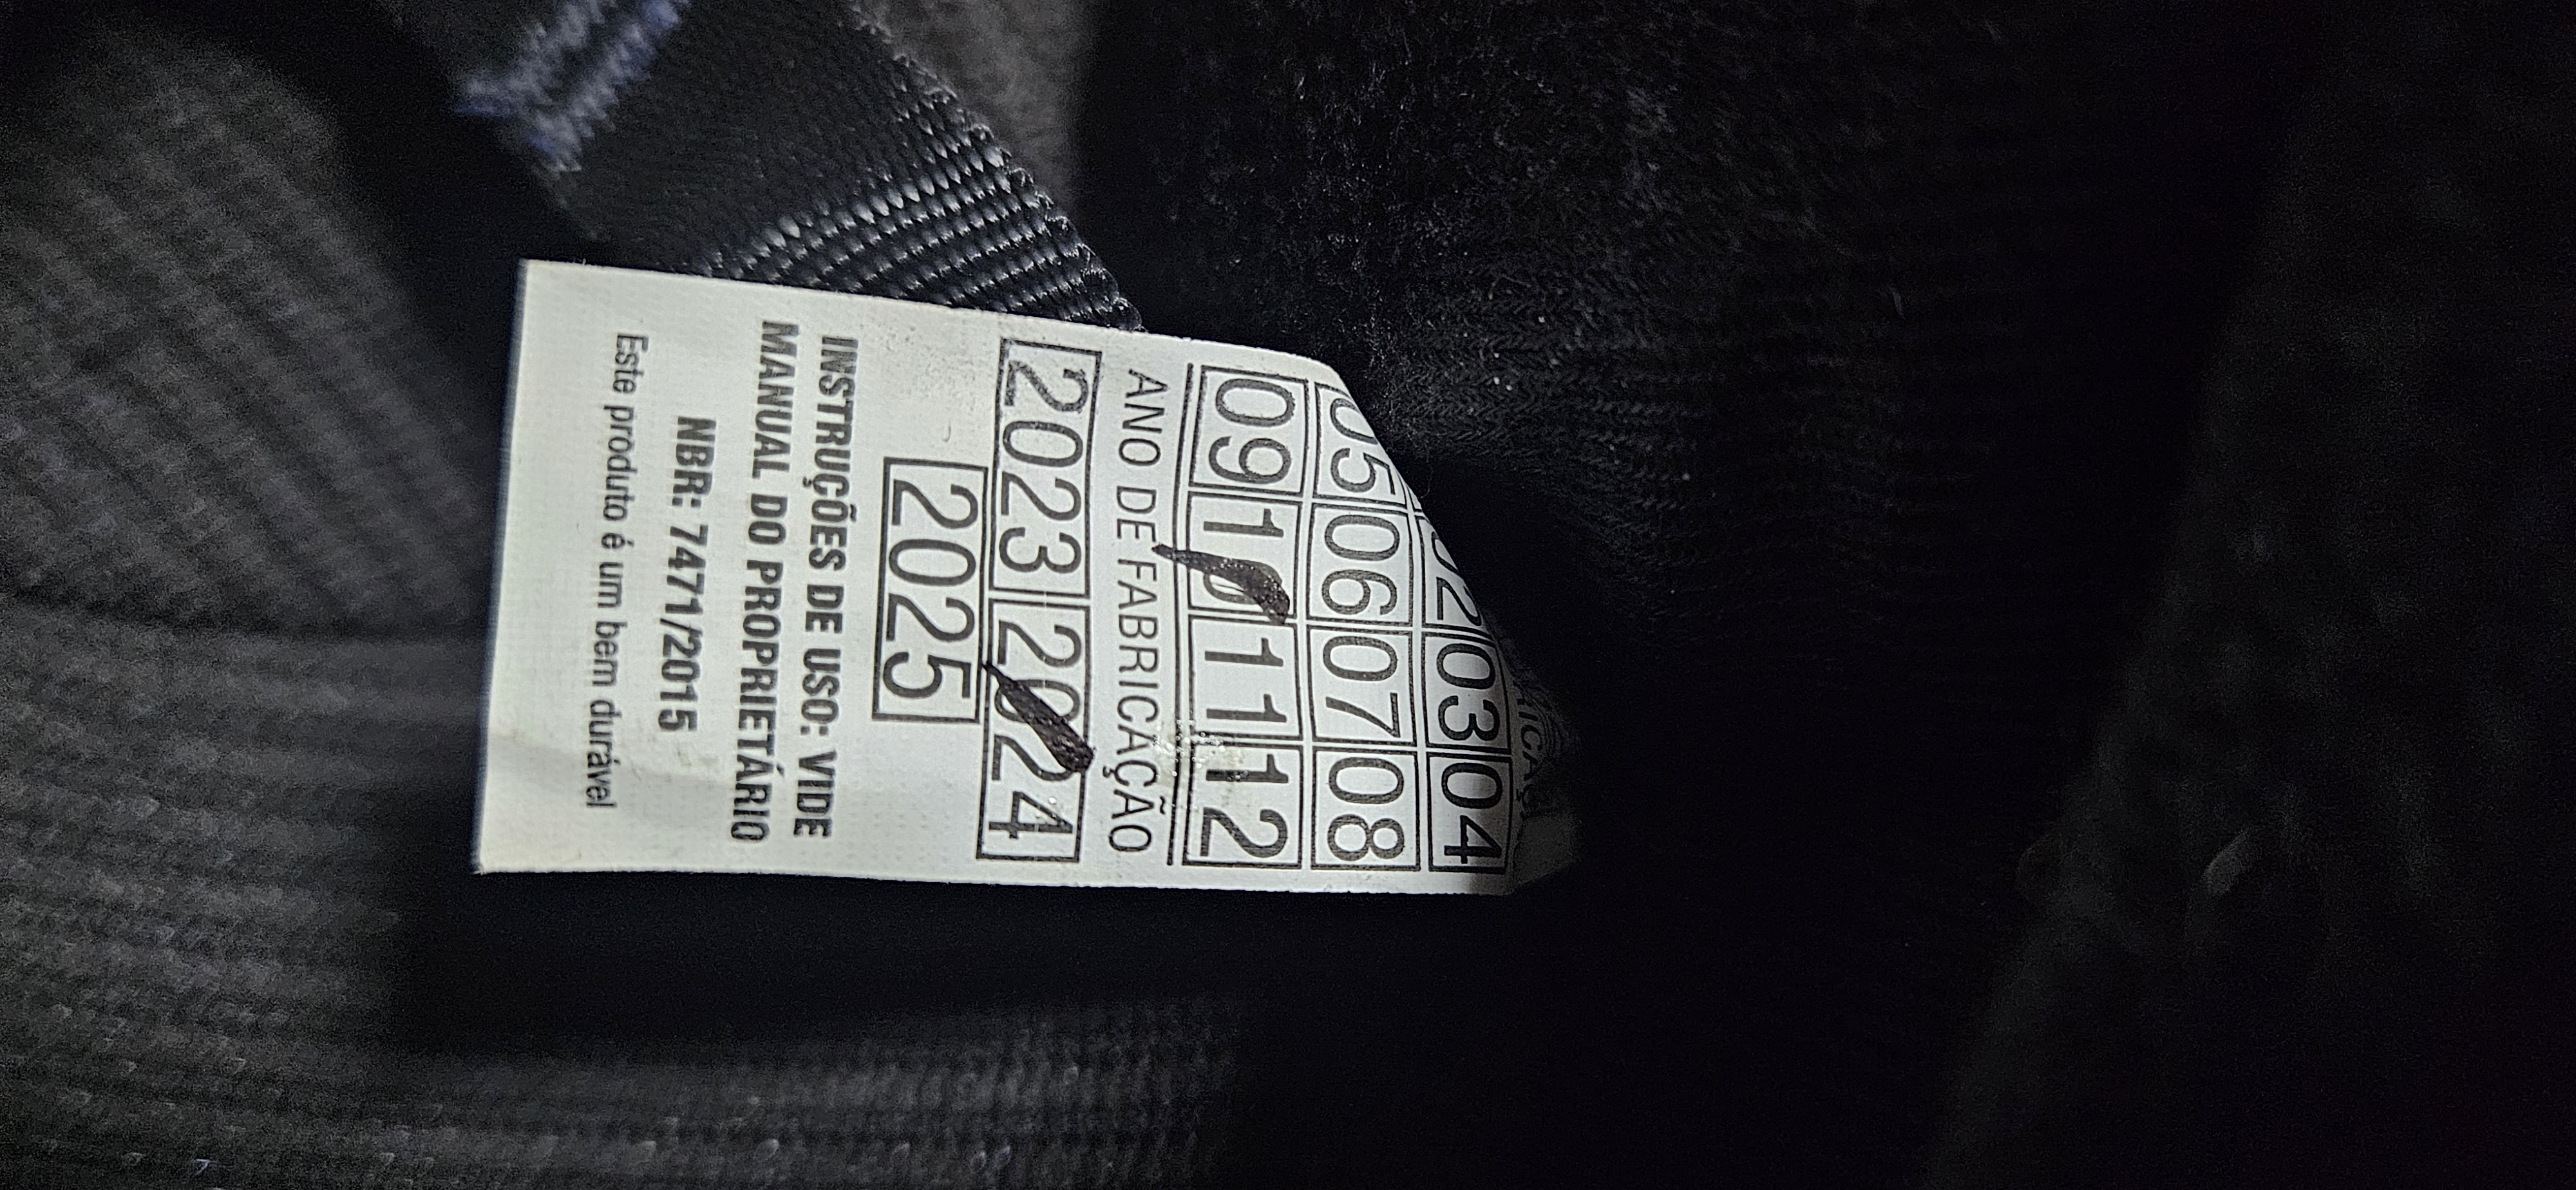 02 03 04
05 06 07 08
09 10 11 12
ANO DE FABRICAÇÃO
2023 2024
2025
INSTRUÇÕES DE USO: VIDE
MANUAL DO PROPRIETÁRIO
NBR: 7471/2015
Este produto é um bem durável